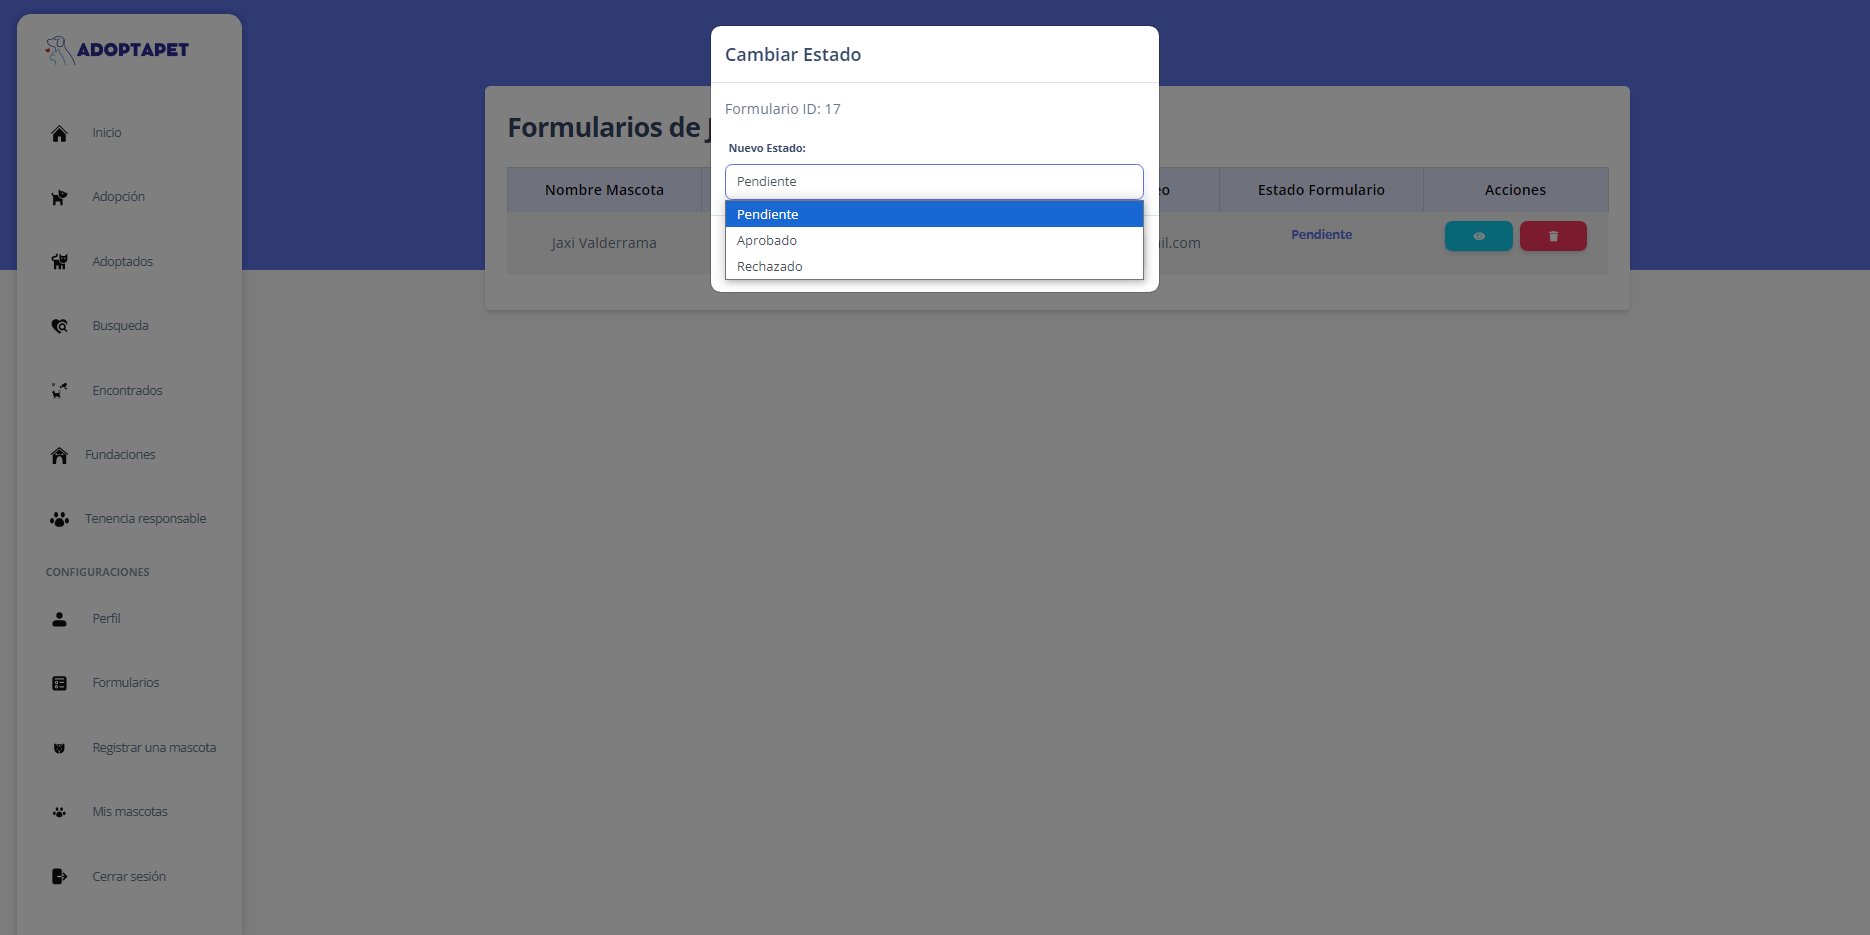 ADOPTAPET
Inicio
Adopción
Adoptados
Busqueda
Encontrados
Fundaciones
Tenencia responsable
CONFIGURACIONES
Perfil
Formularios
Registrar una mascota
Mis mascotas
Cerrar sesión
Cambiar Estado
Formulario ID: 17
Nuevo Estado:
Pendiente
Pendiente
Aprobado
Rechazado
Formularios de
Nombre Mascota
Estado Formulario
Acciones
Jaxi Valderrama
il.com
Pendiente